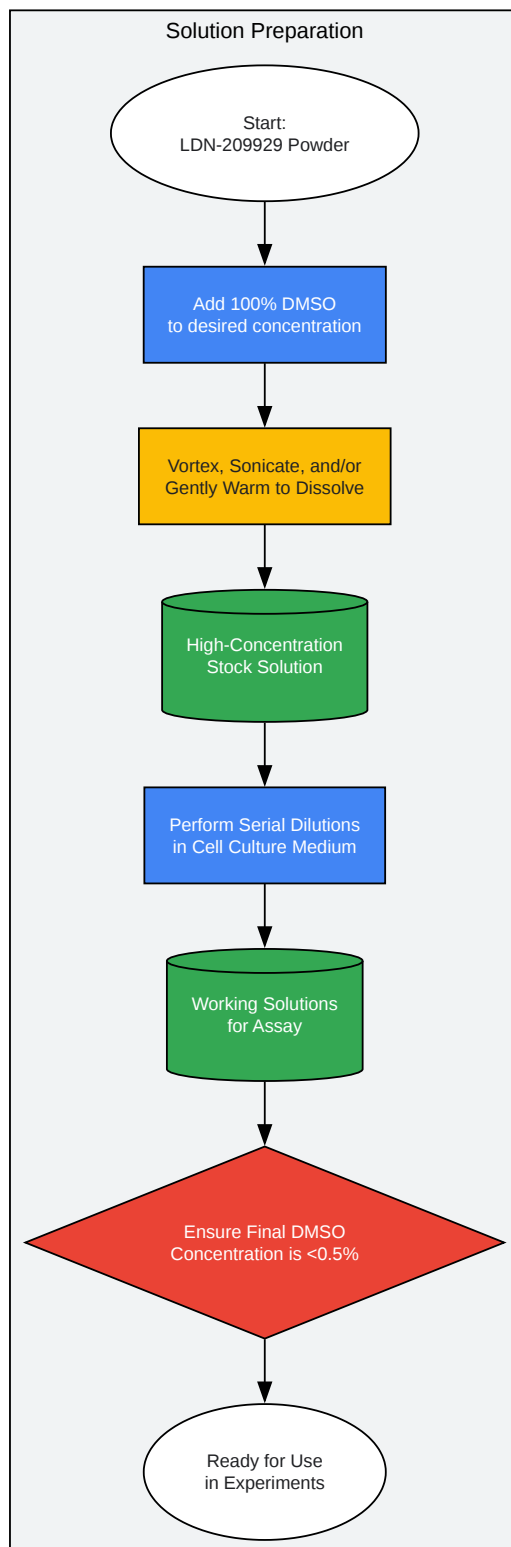 Solution Preparation
Start:
LDN-209929 Powder
Add 100% DMSO
to desired concentration
Vortex, Sonicate, and/or
Gently Warm to Dissolve
High-Concentration
Stock Solution
Perform Serial Dilutions
in Cell Culture Medium
Working Solutions
for Assay
Ensure Final DMSO
Concentration is <0.5%
Ready for Use
in Experiments